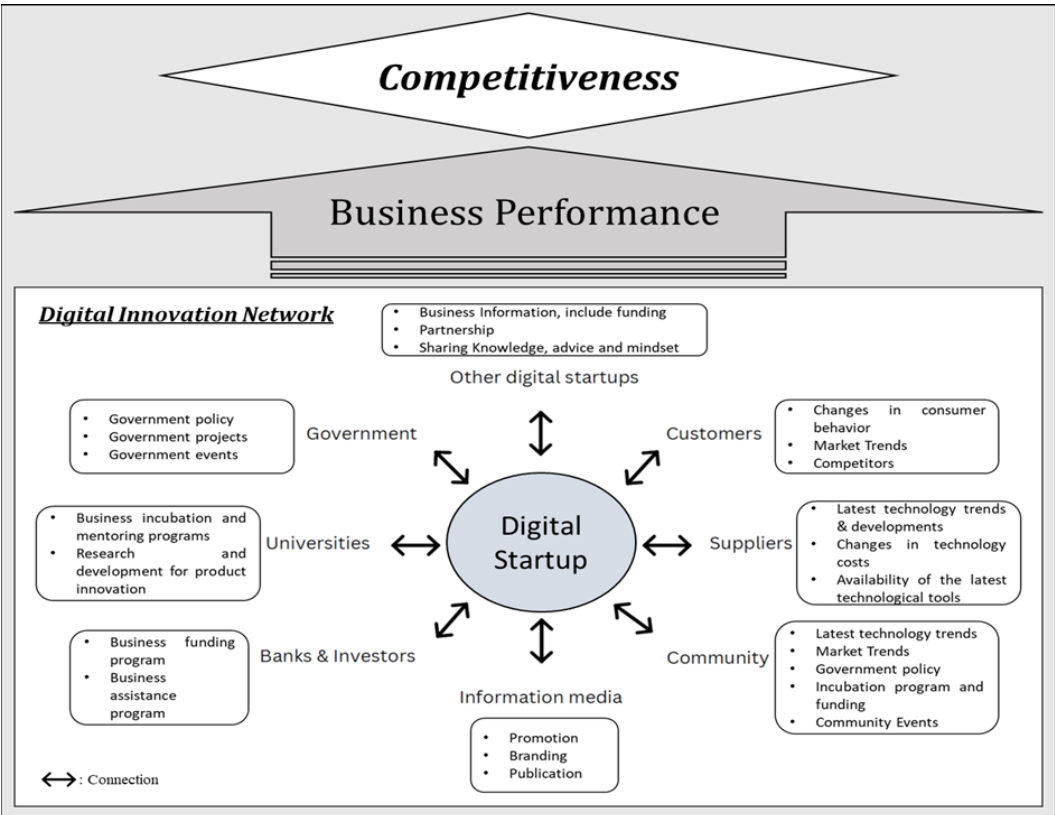 Competitiveness
Business Performance
Digital Innovation Network
• Business Information, include funding
• Partnership
• Sharing Knowledge, advice and mindset
Other digital startups
• Government policy
• Government projects
• Government events
Government
Customers
• Changes in consumer
behavior
• Market Trends
• Competitors
• Business incubation and
mentoring programs
• Research and
development for product
innovation
Universities
Digital
Startup
Suppliers
• Latest technology trends
& developments
• Changes in technology
costs
• Availability of the latest
technological tools
• Business funding
program
• Business
assistance
program
Banks & Investors
Community
• Latest technology trends
• Market Trends
• Government policy
• Incubation program and
funding
• Community Events
Information media
• Promotion
• Branding
• Publication
: Connection